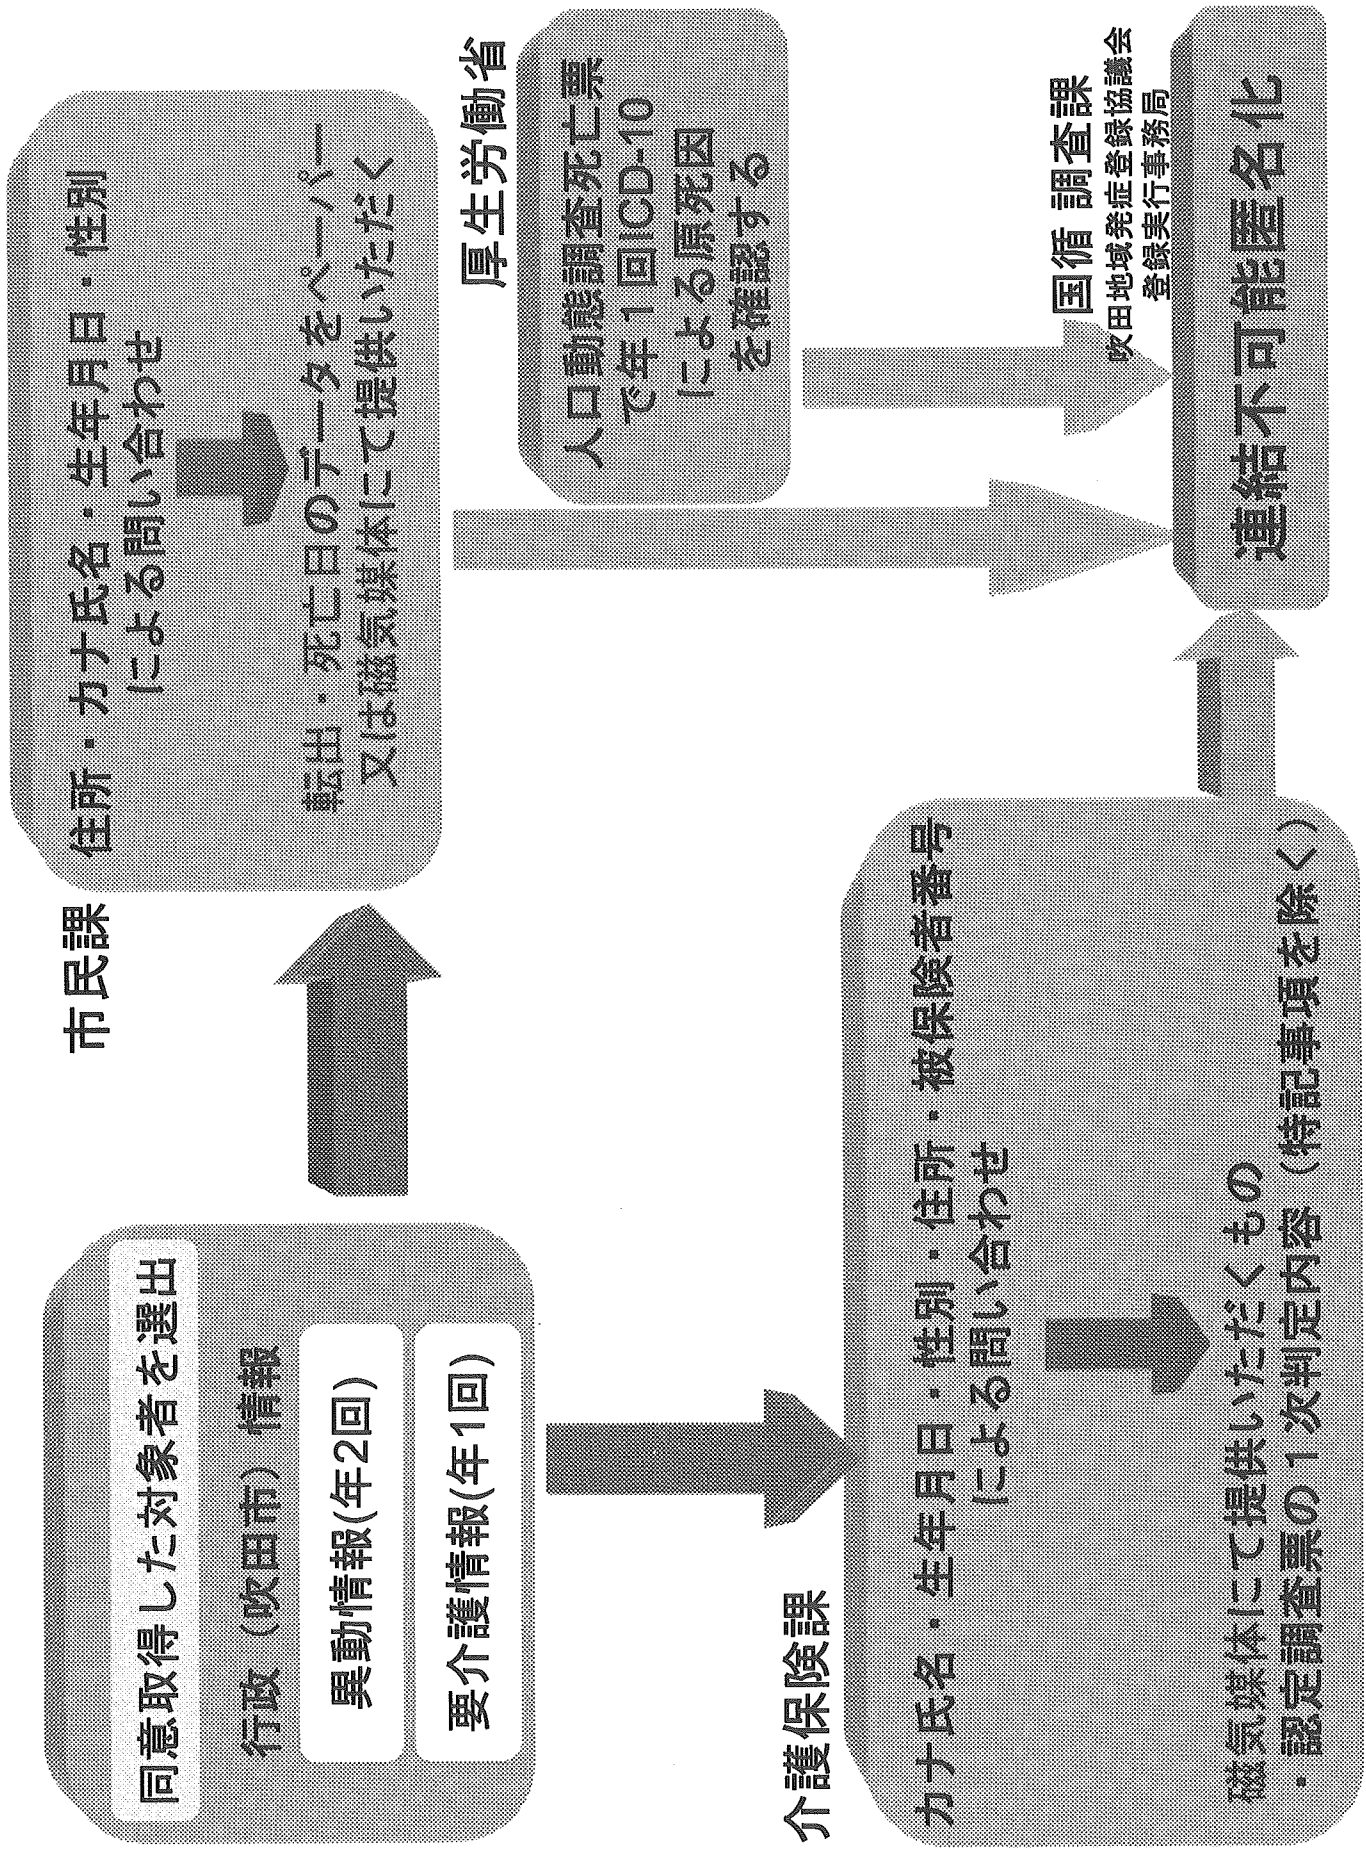 同意取得した対象者を選出
行政（吹田市）情報
異動情報(年2回)
要介護情報(年1回)
市民課
住所・カナ氏名・生年月日・性別
による問い合わせ
転出・死亡日のデータをペーパー
又は磁気媒体にて提供いただく
厚生労働省
人口動態調査死亡票
で年１回ICD-10
による原死因
を確認する
介護保険課
カナ氏名・生年月日・性別・住所・被保険者番号
による問い合わせ
磁気媒体にて提供いただくもの
・認定調査票の１次判定内容（特記事項を除く）
国循 調査課
吹田地域発症登録協議会
登録実行事務局
連結不可能匿名化